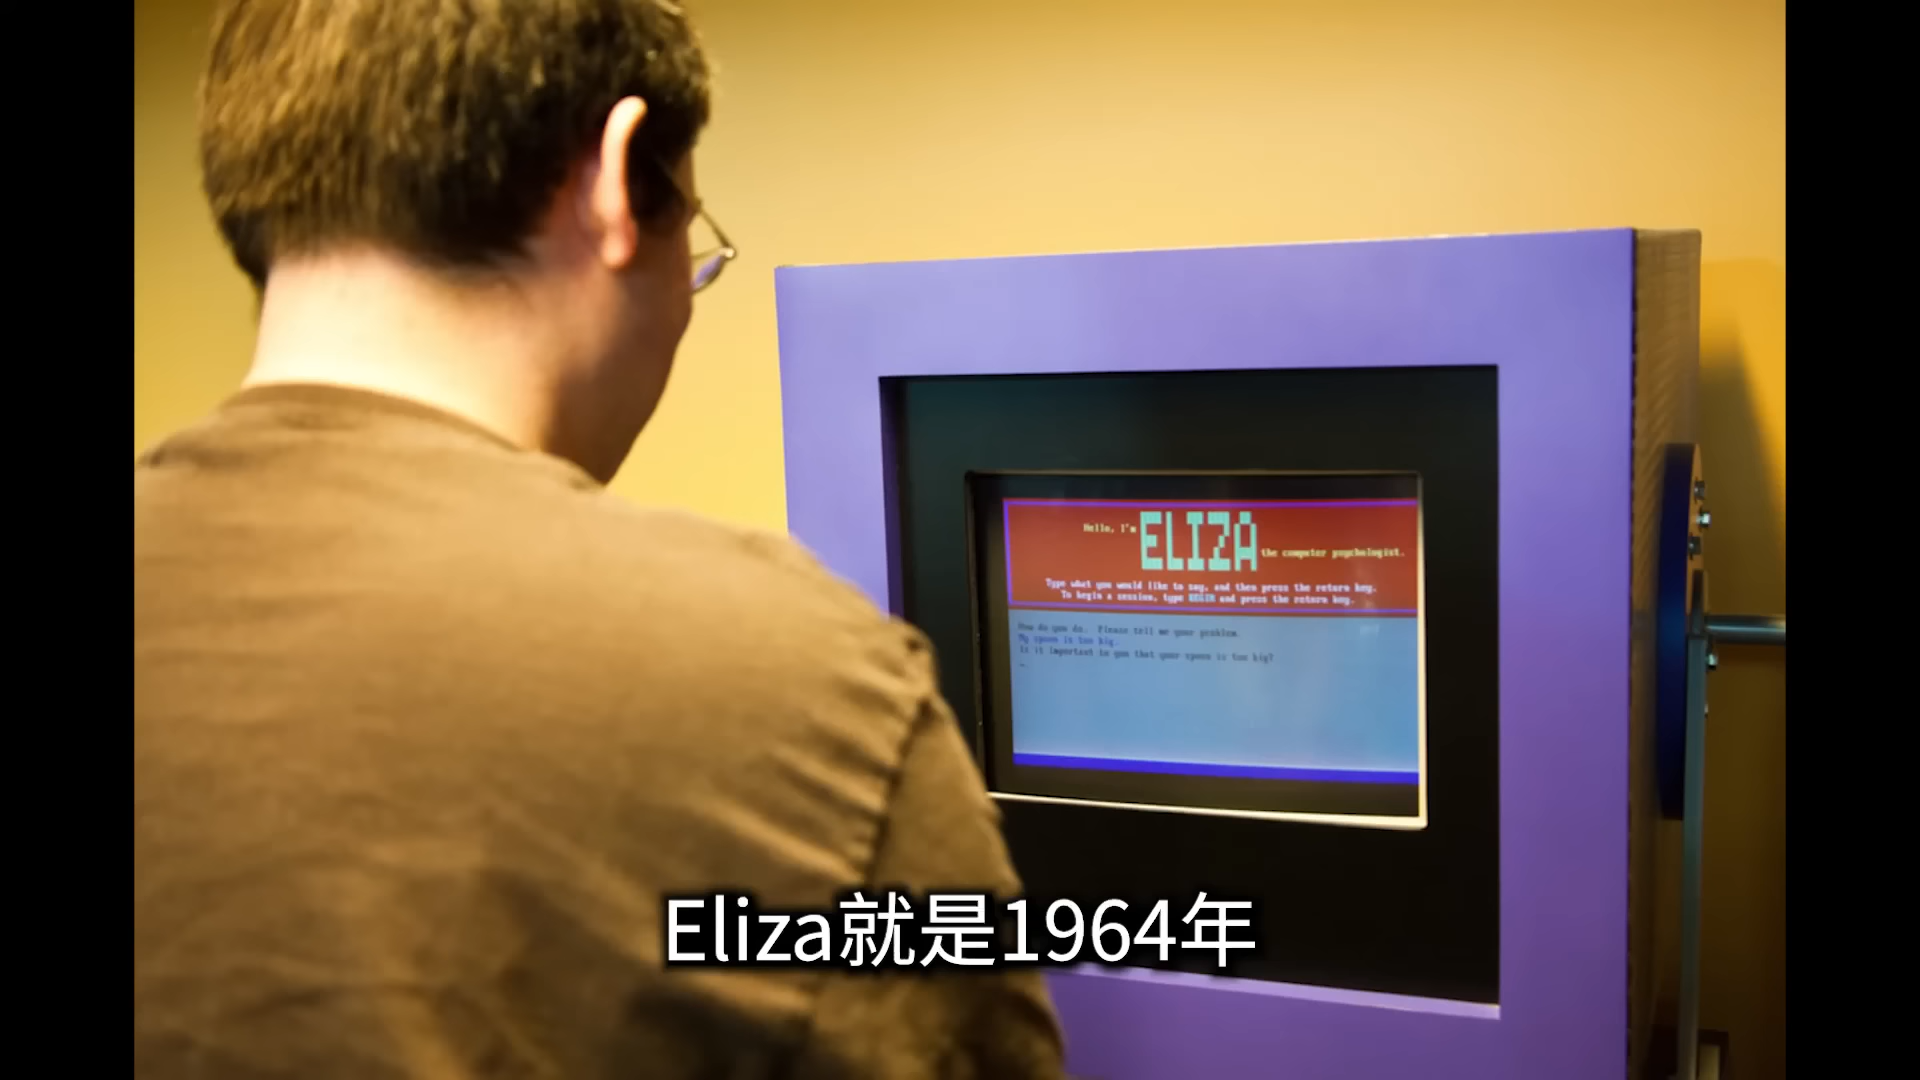 Hello, I'm
ELIZA
the computer psychologist.
Type what you would like to say, and then press the return key.
To begin a session, type BEGIN and press the return key.
How do you do. Please tell me your problem.
My spoon is too big.
Is it important to you that your spoon is too big?
Eliza就是1964年